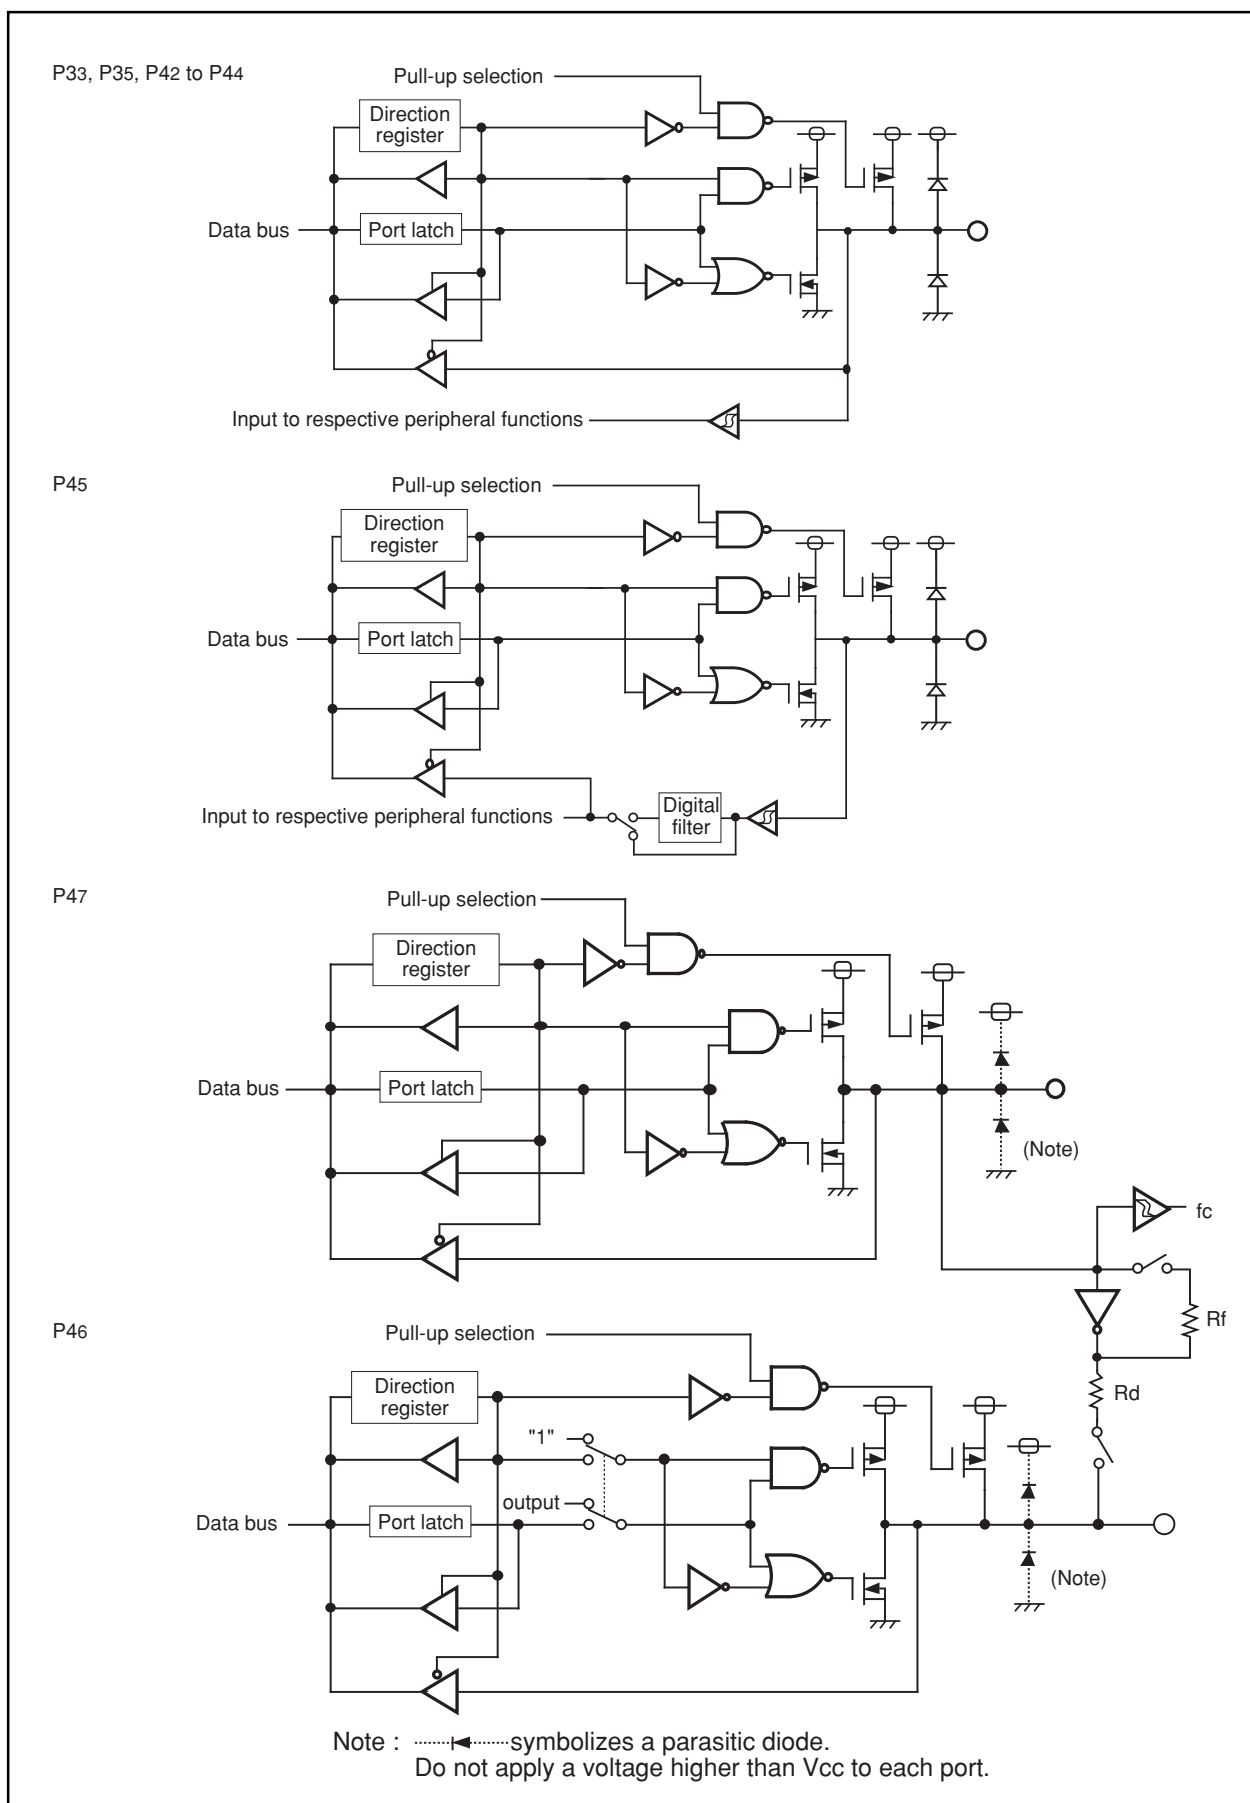 P33, P35, P42 to P44
Pull-up selection
Direction
register
Data bus
Port latch
Input to respective peripheral functions
P45
Pull-up selection
Direction
register
Data bus
Port latch
Input to respective peripheral functions
Digital
filter
P47
Pull-up selection
Direction
register
Data bus
Port latch
(Note)
fc
Rf
P46
Pull-up selection
Direction
register
Rd
"1"
output
Data bus
Port latch
(Note)
Note : symbolizes a parasitic diode.
Do not apply a voltage higher than Vcc to each port.